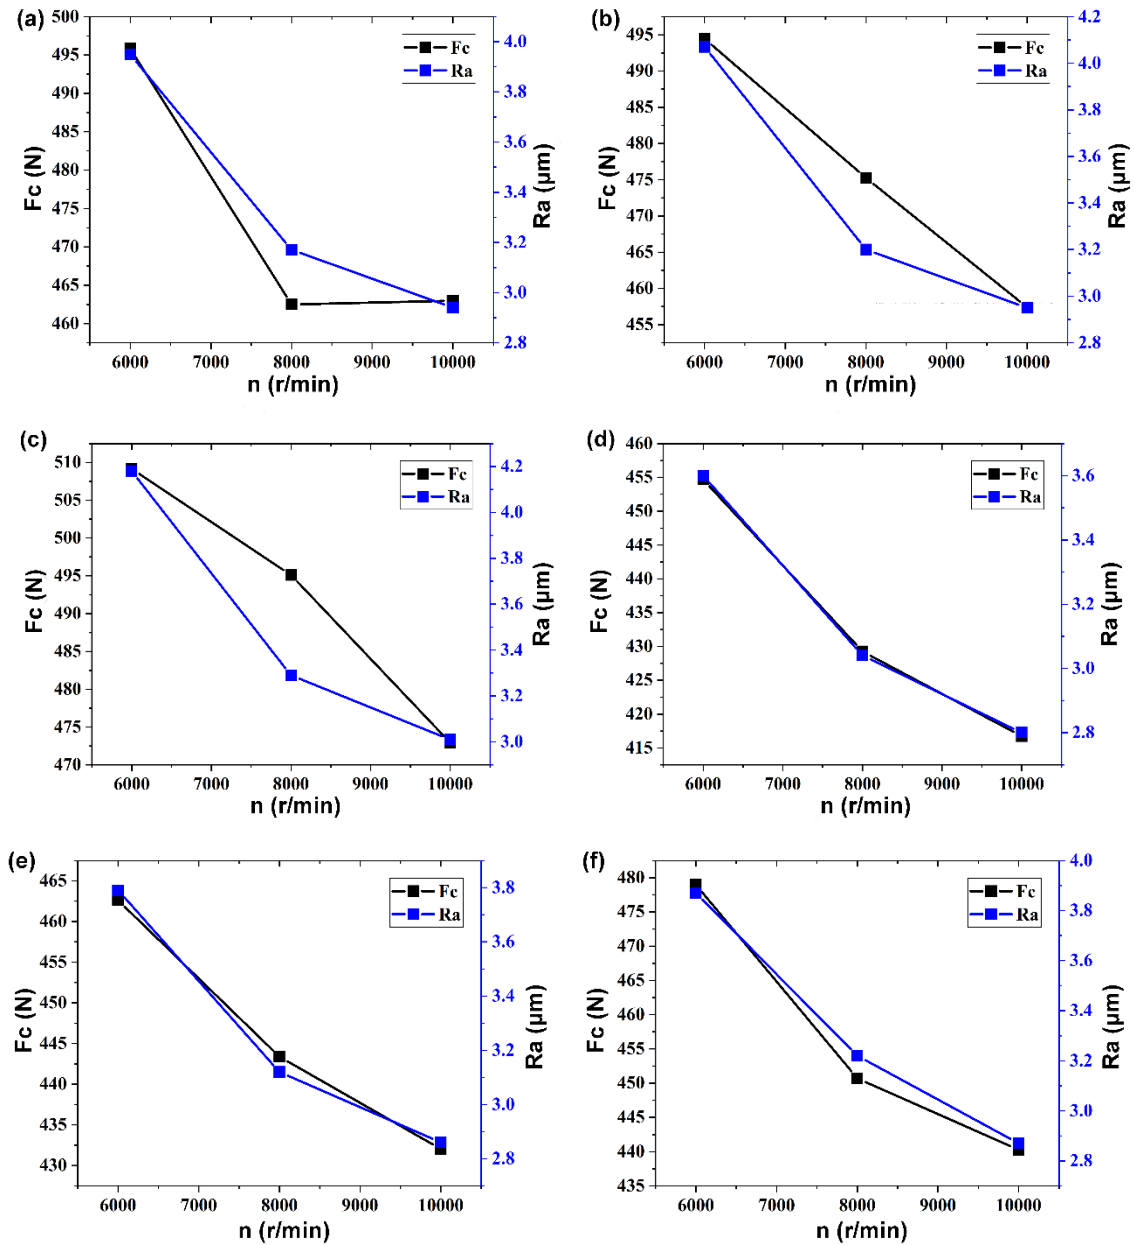 (a)
500
495
490
485
480
475
470
465
460
Fc (N)
4.0
3.8
3.6
3.4
3.2
3.0
2.8
Ra (μm)
Fc
Ra
6000 7000 8000 9000 10000
n (r/min)
(b)
495
490
485
480
475
470
465
460
455
Fc (N)
4.2
4.0
3.8
3.6
3.4
3.2
3.0
2.8
Ra (μm)
Fc
Ra
6000 7000 8000 9000 10000
n (r/min)
(c)
510
505
500
495
490
485
480
475
470
Fc (N)
4.2
4.0
3.8
3.6
3.4
3.2
3.0
Ra (μm)
Fc
Ra
6000 7000 8000 9000 10000
n (r/min)
(d)
460
455
450
445
440
435
430
425
420
415
Fc (N)
3.6
3.4
3.2
3.0
2.8
Ra (μm)
Fc
Ra
6000 7000 8000 9000 10000
n (r/min)
(e)
465
460
455
450
445
440
435
430
Fc (N)
3.8
3.6
3.4
3.2
3.0
2.8
Ra (μm)
Fc
Ra
6000 7000 8000 9000 10000
n (r/min)
(f)
480
475
470
465
460
455
450
445
440
435
Fc (N)
4.0
3.8
3.6
3.4
3.2
3.0
2.8
Ra (μm)
Fc
Ra
6000 7000 8000 9000 10000
n (r/min)